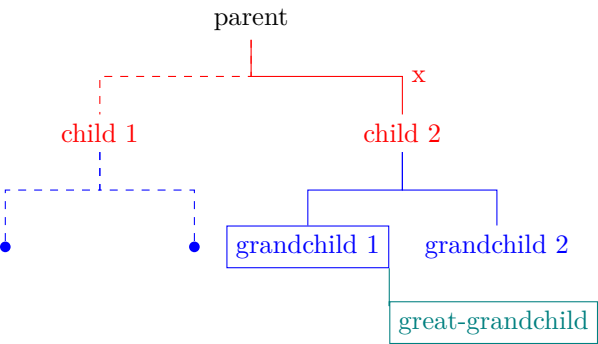 parent
x
child 1
child 2
grandchild 1
grandchild 2
great-grandchild